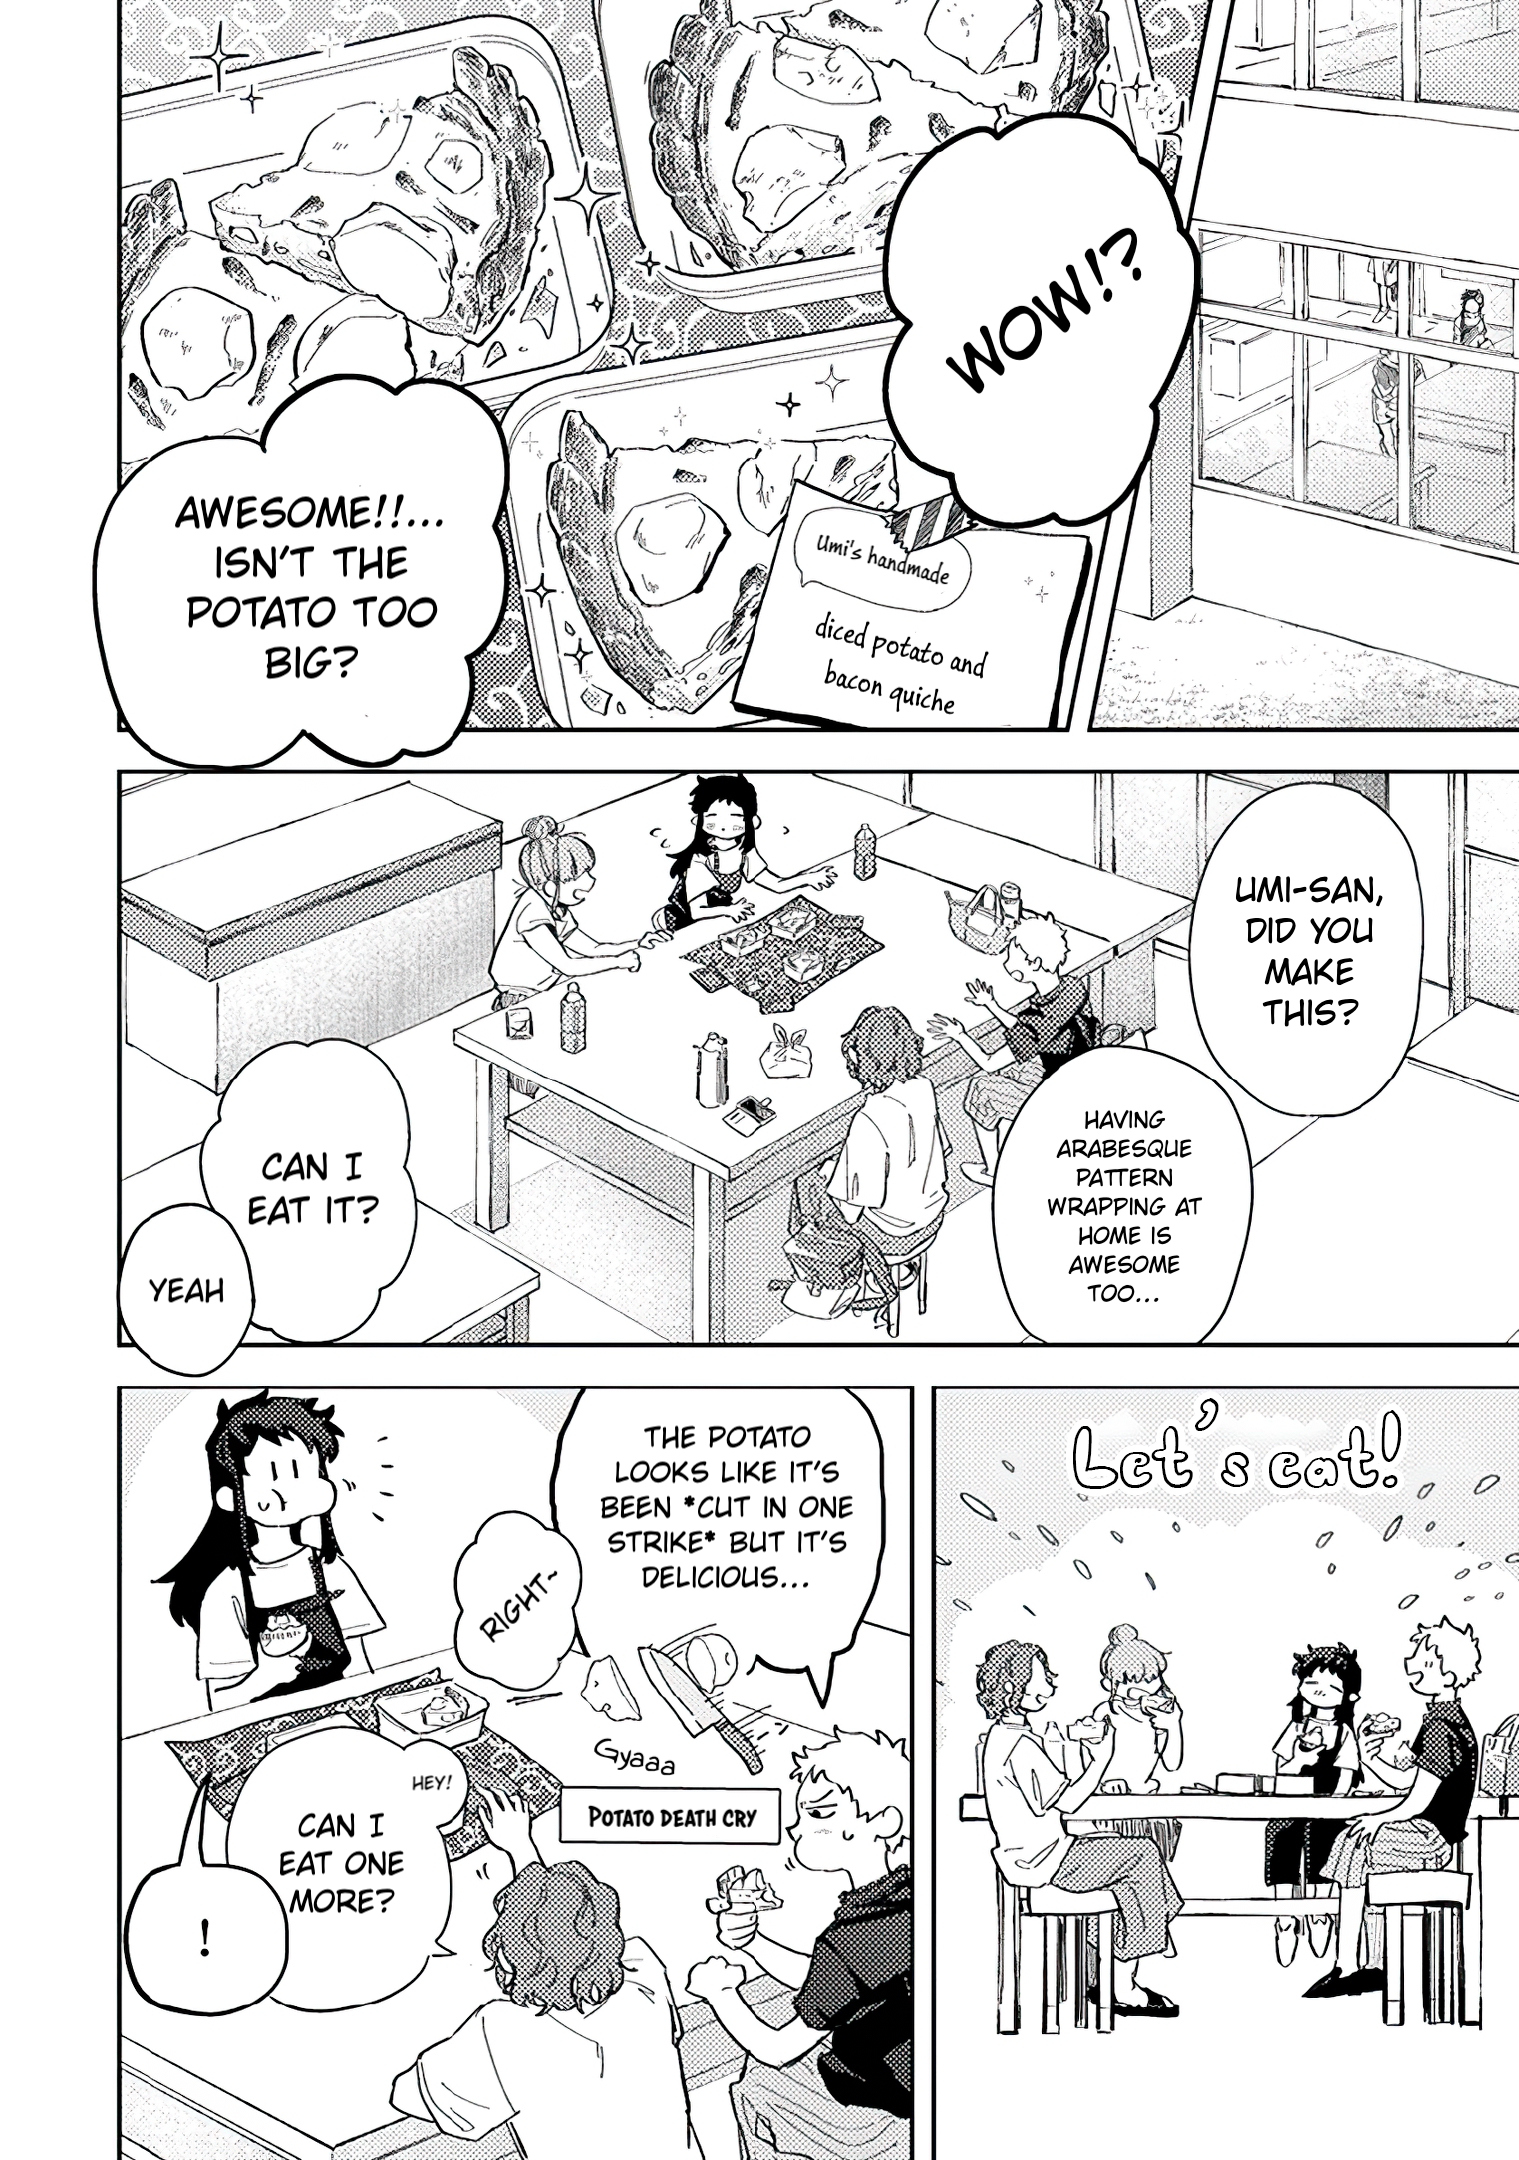 WOW!?
AWESOME!!...
ISN'T THE
POTATO TOO
BIG?
Umi's handmade
diced potato and
bacon quiche
UMI-SAN,
DID YOU
MAKE
THIS?
HAVING
ARABESQUE
PATTERN
WRAPPING AT
HOME IS
AWESOME
TOO...
CAN I
EAT IT?
YEAH
Let's eat!
THE POTATO
LOOKS LIKE IT'S
BEEN *CUT IN ONE
STRIKE* BUT IT'S
DELICIOUS...
RIGHT~
Gyaaa
POTATO DEATH CRY
HEY!
CAN I
EAT ONE
MORE?
!